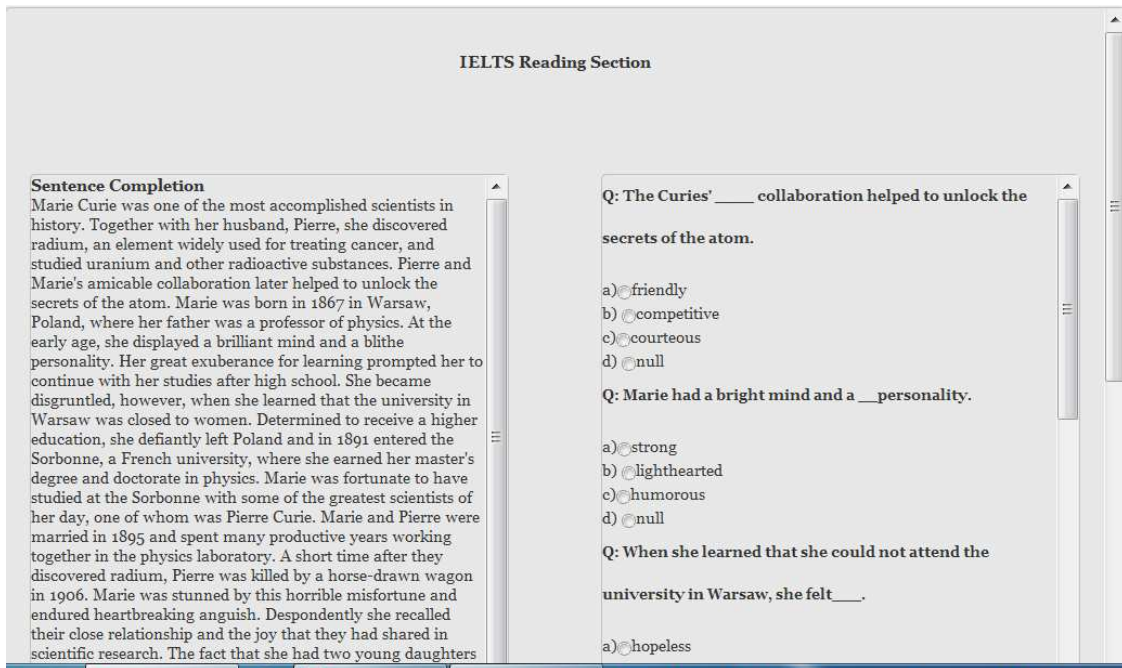 IELTS Reading Section
Sentence Completion
Marie Curie was one of the most accomplished scientists in
history. Together with her husband, Pierre, she discovered
radium, an element widely used for treating cancer, and
studied uranium and other radioactive substances. Pierre and
Marie's amicable collaboration later helped to unlock the
secrets of the atom. Marie was born in 1867 in Warsaw,
Poland, where her father was a professor of physics. At the
early age, she displayed a brilliant mind and a blithe
personality. Her great exuberance for learning prompted her to
continue with her studies after high school. She became
disgruntled, however, when she learned that the university in
Warsaw was closed to women. Determined to receive a higher
education, she defiantly left Poland and in 1891 entered the
Sorbonne, a French university, where she earned her master's
degree and doctorate in physics. Marie was fortunate to have
studied at the Sorbonne with some of the greatest scientists of
her day, one of whom was Pierre Curie. Marie and Pierre were
married in 1895 and spent many productive years working
together in the physics laboratory. A short time after they
discovered radium, Pierre was killed by a horse-drawn wagon
in 1906. Marie was stunned by this horrible misfortune and
endured heartbreaking anguish. Despondently she recalled
their close relationship and the joy that they had shared in
scientific research. The fact that she had two young daughters
Q: The Curies' ____ collaboration helped to unlock the
secrets of the atom.
a) friendly
b) competitive
c) courteous
d) null
Q: Marie had a bright mind and a __personality.
a) strong
b) lighthearted
c) humorous
d) null
Q: When she learned that she could not attend the
university in Warsaw, she felt___.
a) hopeless